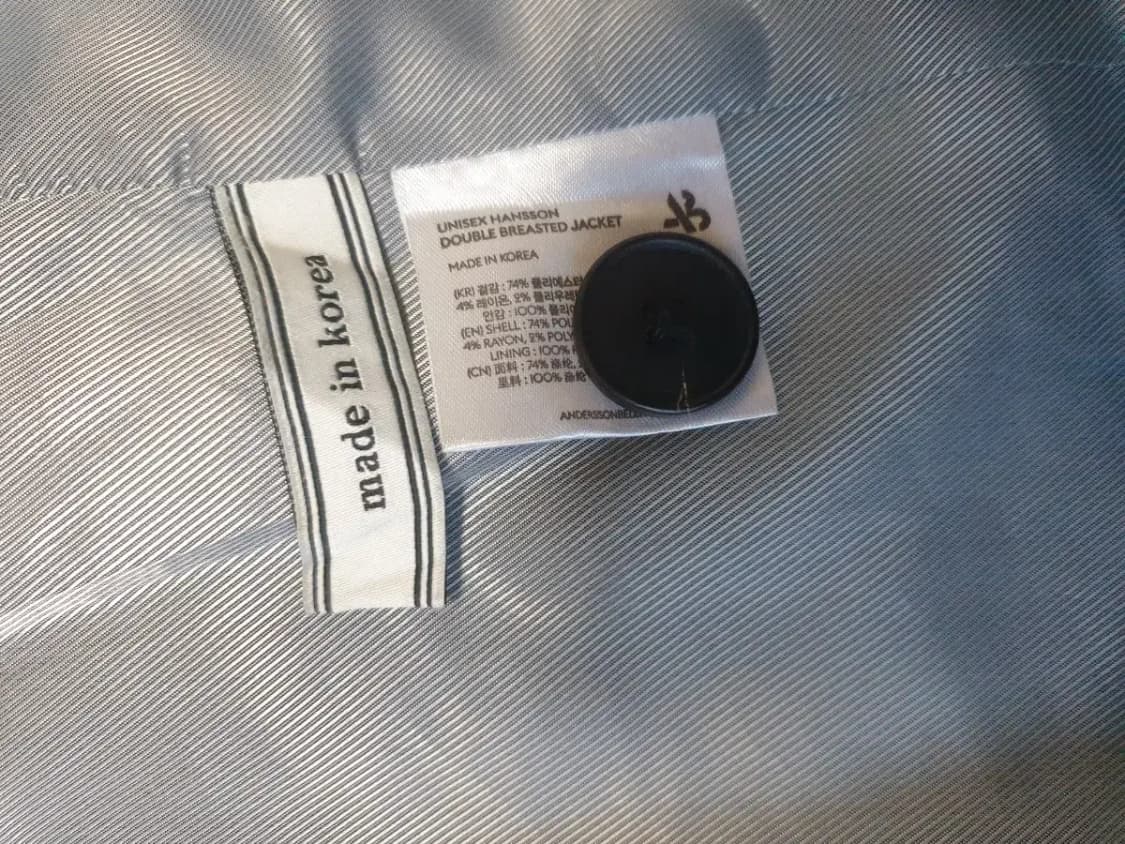 made in korea
UNISEX HANSSON
DOUBLE BREASTED JACKET
MADE IN KOREA
(KR) 겉감 : 74% 폴리에스터
4% 레이온, 2% 폴리우레
안감 : 100% 폴리
(EN) SHELL : 74% POL
4% RAYON, 2% POLY
LINING : 100%
(CN) 面料 : 74% 涤纶,
里料 : 100% 涤纶
ANDERSSONBELL